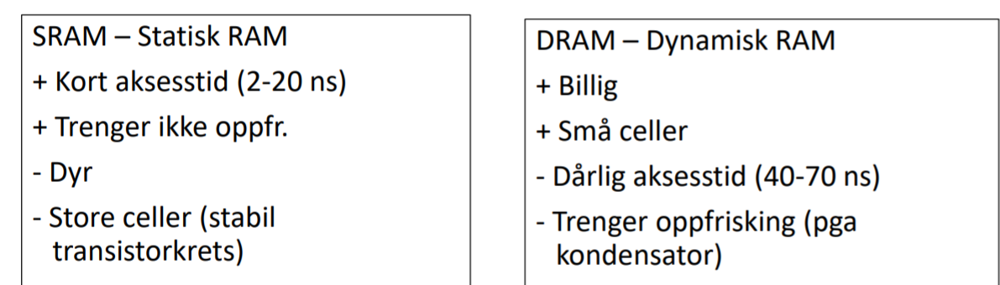 SRAM – Statisk RAM
+ Kort aksesstid (2-20 ns)
+ Trenger ikke oppfr.
- Dyr
- Store celler (stabil
transistorkrets)
DRAM – Dynamisk RAM
+ Billig
+ Små celler
- Dårlig aksesstid (40-70 ns)
- Trenger oppfrisking (pga
kondensator)